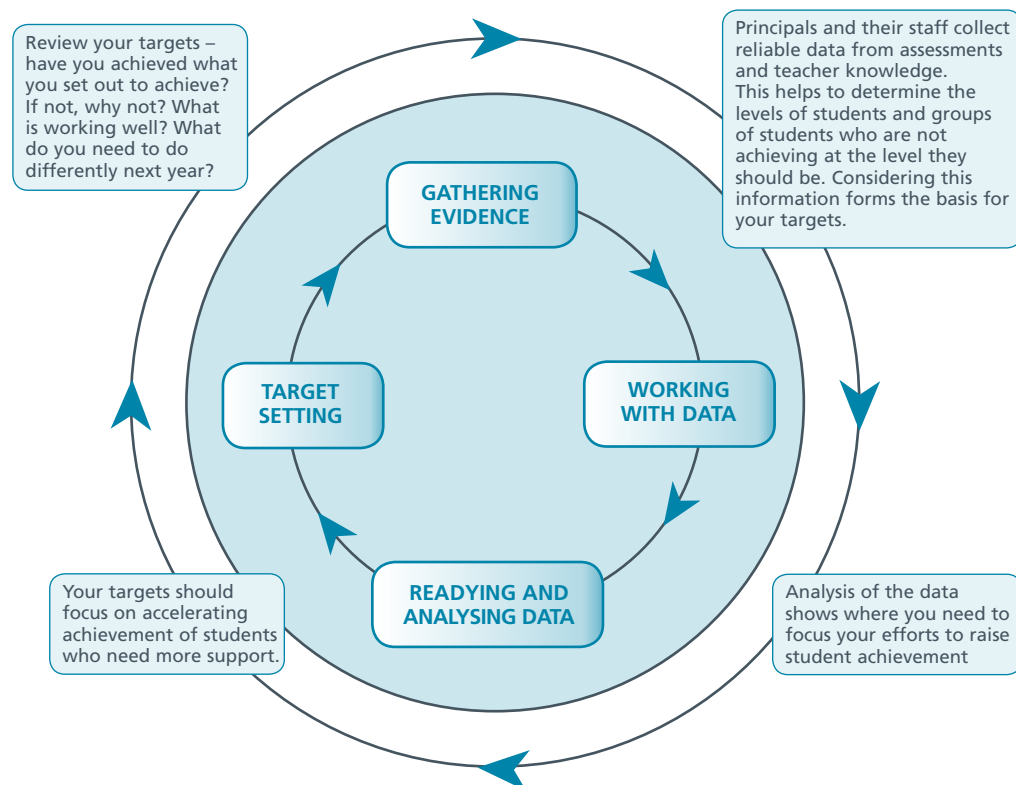 Review your targets –
have you achieved what
you set out to achieve?
If not, why not? What
is working well? What
do you need to do
differently next year?
Principals and their staff collect
reliable data from assessments
and teacher knowledge.
This helps to determine the
levels of students and groups
of students who are not
achieving at the level they
should be. Considering this
information forms the basis for
your targets.
GATHERING
EVIDENCE
TARGET
SETTING
WORKING
WITH DATA
READYING AND
ANALYSING DATA
Your targets should
focus on accelerating
achievement of students
who need more support.
Analysis of the data
shows where you need to
focus your efforts to raise
student achievement